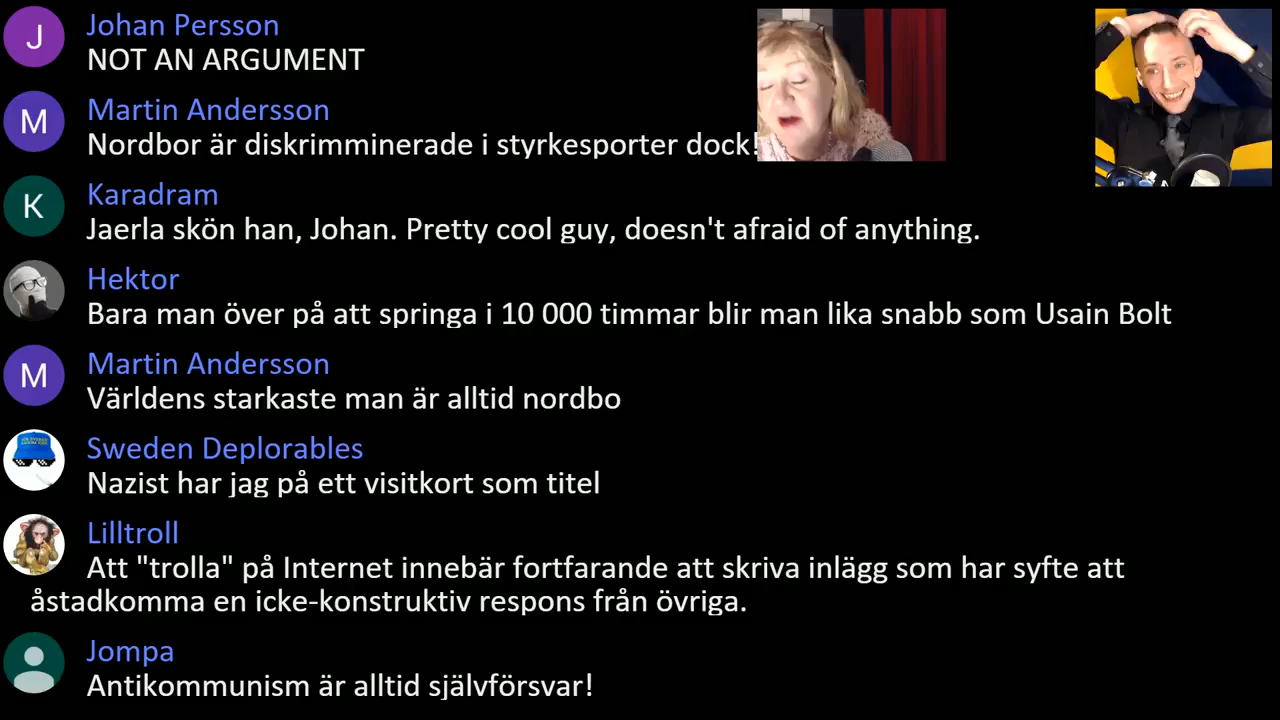 J
Johan Persson
NOT AN ARGUMENT
M
Martin Andersson
Nordbor är diskrimminerade i styrkesporter dock!
K
Karadram
Jaerla skön han, Johan. Pretty cool guy, doesn't afraid of anything.
Hektor
Bara man över på att springa i 10 000 timmar blir man lika snabb som Usain Bolt
M
Martin Andersson
Världens starkaste man är alltid nordbo
Sweden Deplorables
Nazist har jag på ett visitkort som titel
Lilltroll
Att "trolla" på Internet innebär fortfarande att skriva inlägg som har syfte att
åstadkomma en icke-konstruktiv respons från övriga.
Jompa
Antikommunism är alltid självförsvar!